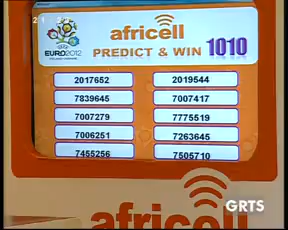 africell
EURO2012
PREDICT & WIN 1010
2017652 2019544
7839645 7007417
7007279 7775519
7006251 7263645
7455256 7505710
GRTS
africell